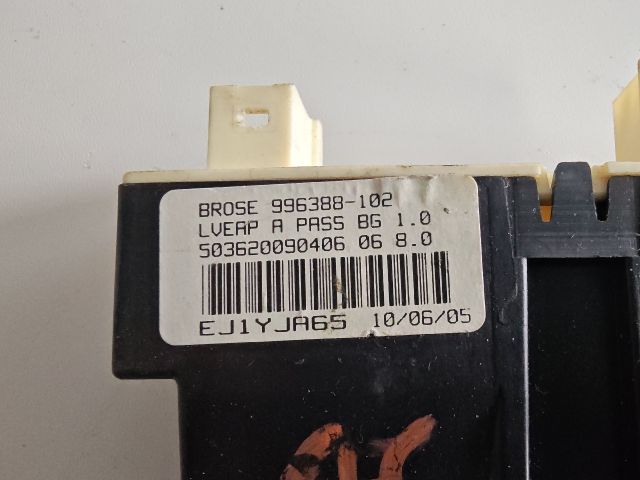 BROSE 996388-102
LVEAP A PASS BG 1.0
503620090406 06 8.0
EJ1YJA65 10/06/05